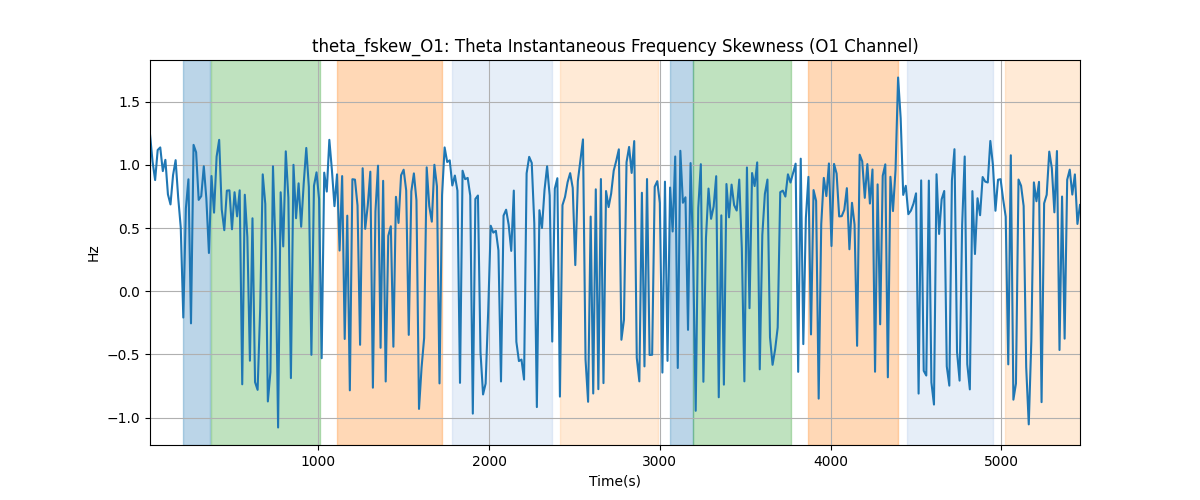 theta_fskew_O1: Theta Instantaneous Frequency Skewness (O1 Channel)
1.5
1.0
0.5
0.0
−0.5
−1.0
Hz
1000 2000 3000 4000 5000
Time(s)